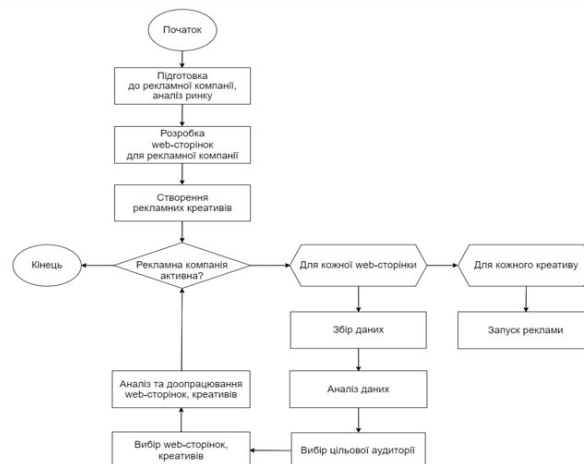 Початок
Підготовка
до рекламної компанії,
аналіз ринку
Розробка
web-сторінок
для рекламної компанії
Створення
рекламних креативів
Кінець
Рекламна компанія
активна?
Для кожної web-сторінки
Для кожного креативу
Збір даних
Запуск реклами
Аналіз та доопрацювання
web-сторінок, креативів
Аналіз даних
Вибір web-сторінок,
креативів
Вибір цільової аудиторії